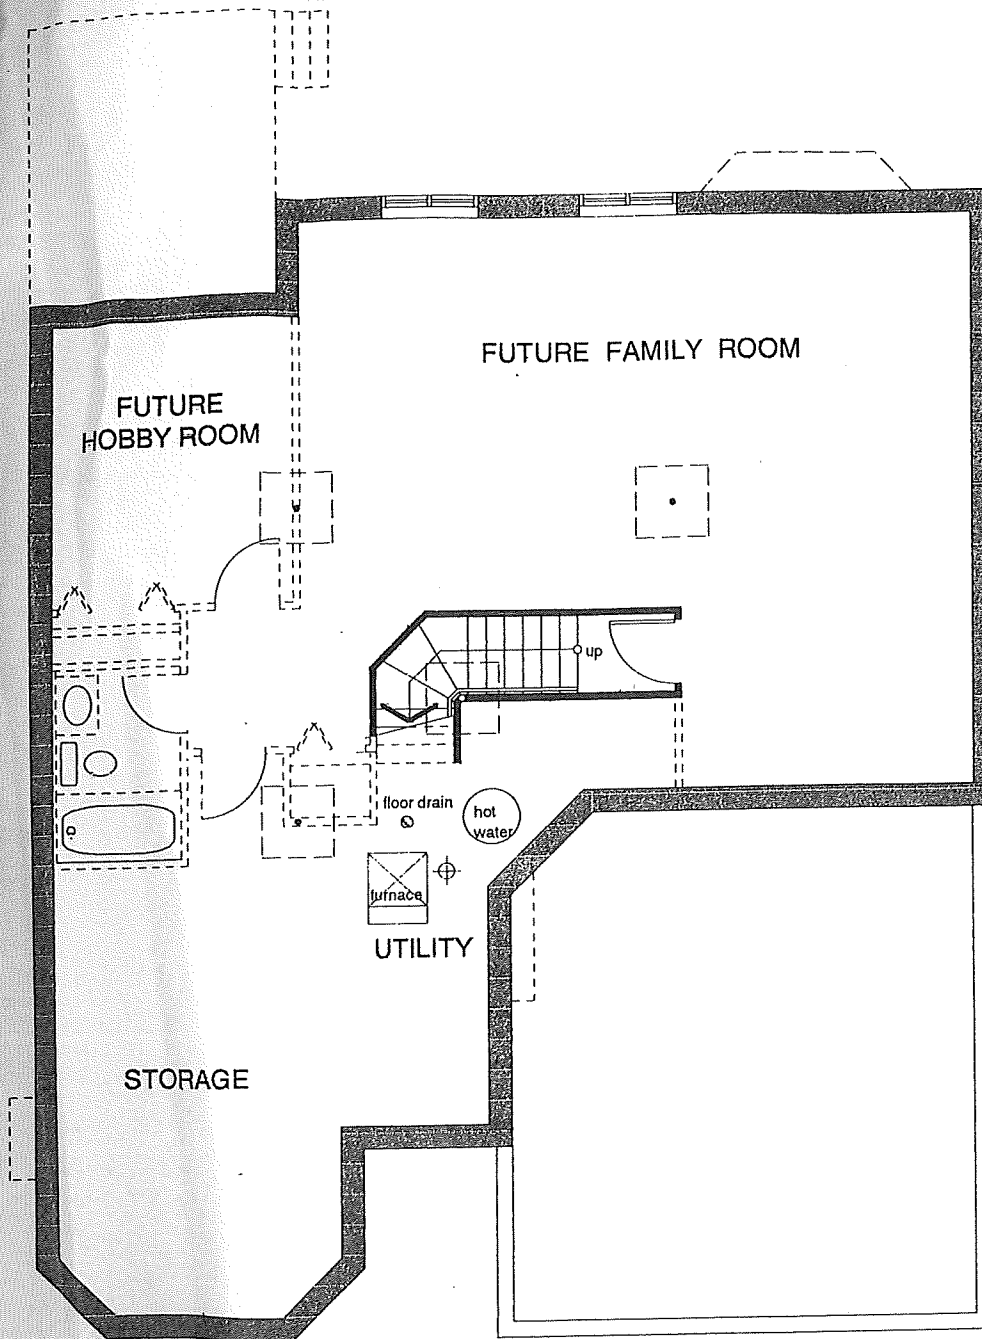 FUTURE FAMILY ROOM
FUTURE
HOBBY ROOM
up
floor drain
hot
water
furnace
UTILITY
STORAGE